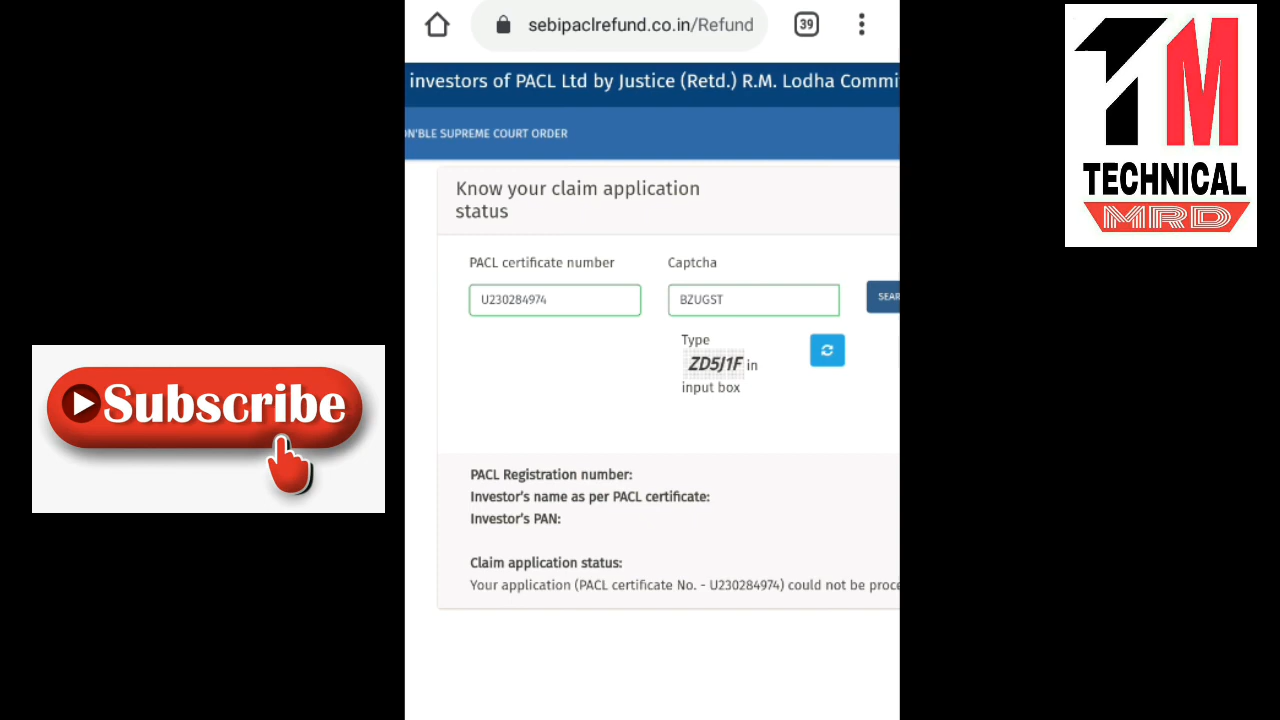 sebipaclrefund.co.in/Refund
39
investors of PACL Ltd by Justice (Retd.) R.M. Lodha Commi
ON'BLE SUPREME COURT ORDER
Know your claim application
status
PACL certificate number
Captcha
U230284974
BZUGST
SEAR
Type
ZD5J1F in
input box
PACL Registration number:
Investor's name as per PACL certificate:
Investor's PAN:
Claim application status:
Your application (PACL certificate No. - U230284974) could not be proce
Subscribe
TM
TECHNICAL
MRD